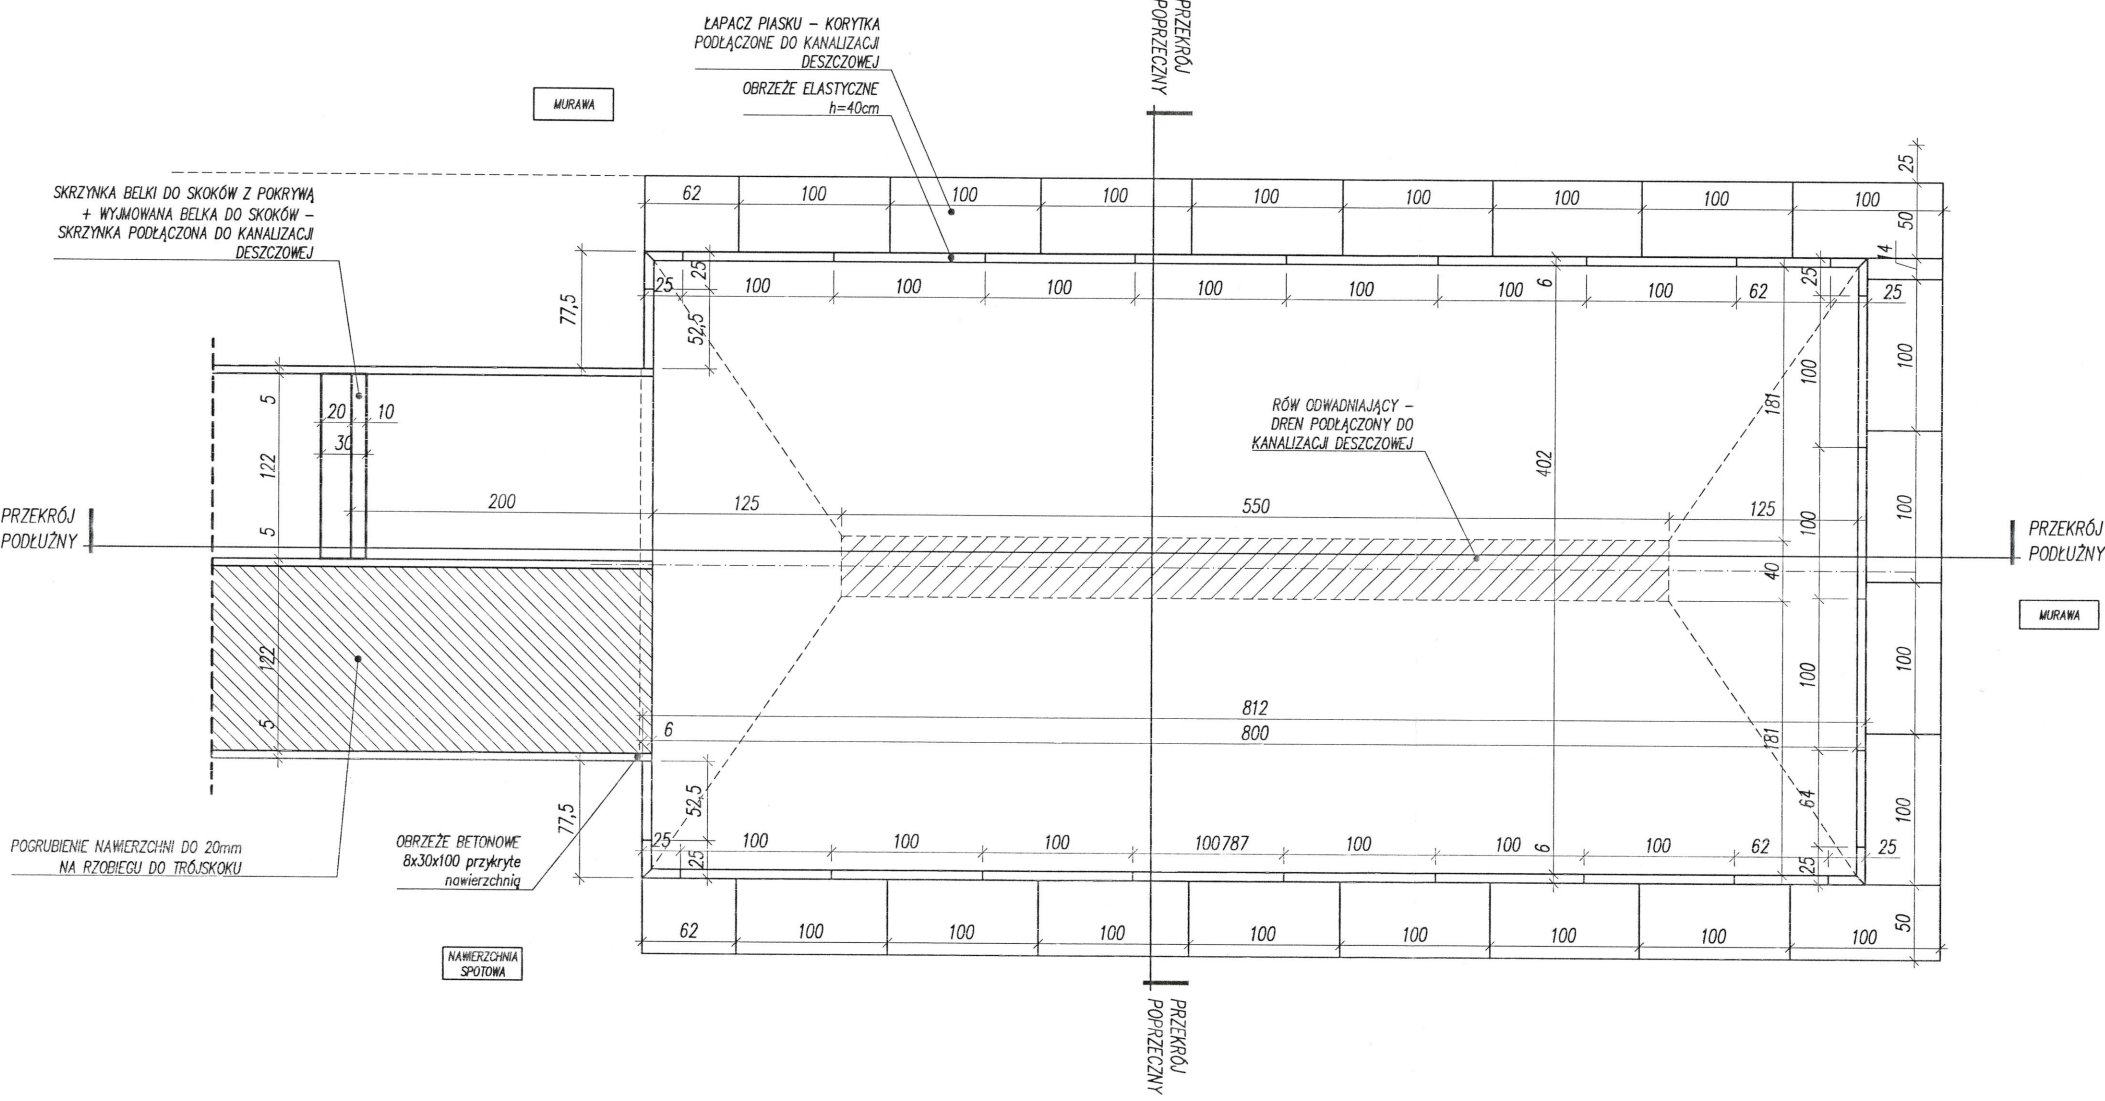 ŁAPACZ PIASKU – KORYTKA
PODŁĄCZONE DO KANALIZACJI
DESZCZOWEJ
OBRZEŻE ELASTYCZNE
h=40cm
MURAWA
PRZEKRÓJ
POPRZECZNY
SKRZYNKA BELKI DO SKOKÓW Z POKRYWĄ
+ WYJMOWANA BELKA DO SKOKÓW –
SKRZYNKA PODŁĄCZONA DO KANALIZACJI
DESZCZOWEJ
62 100 100 100 100 100 100 100 100
25
50
14
77,5
25
52,5
25 100 100 100 100 100 100 100 62 25
6
25
100
181
100
5
20 10
30
122
5
200
125
550
125
402
RÓW ODWADNIAJĄCY –
DREN PODŁĄCZONY DO
KANALIZACJI DESZCZOWEJ
100
100
PRZEKRÓJ
PODŁUŻNY
PRZEKRÓJ
PODŁUŻNY
40
MURAWA
122
5
100
100
812
6
800
181
64
100
77,5
52,5
25
25 100 100 100 100787 100 100 100 62 25
6
25
POGRUBIENIE NAWIERZCHNI DO 20mm
NA RZOBIEGU DO TRÓJSKOKU
OBRZEŻE BETONOWE
8x30x100 przykryte
nawierzchnią
62 100 100 100 100 100 100 100 100
50
NAWIERZCHNIA
SPOTOWA
PRZEKRÓJ
POPRZECZNY